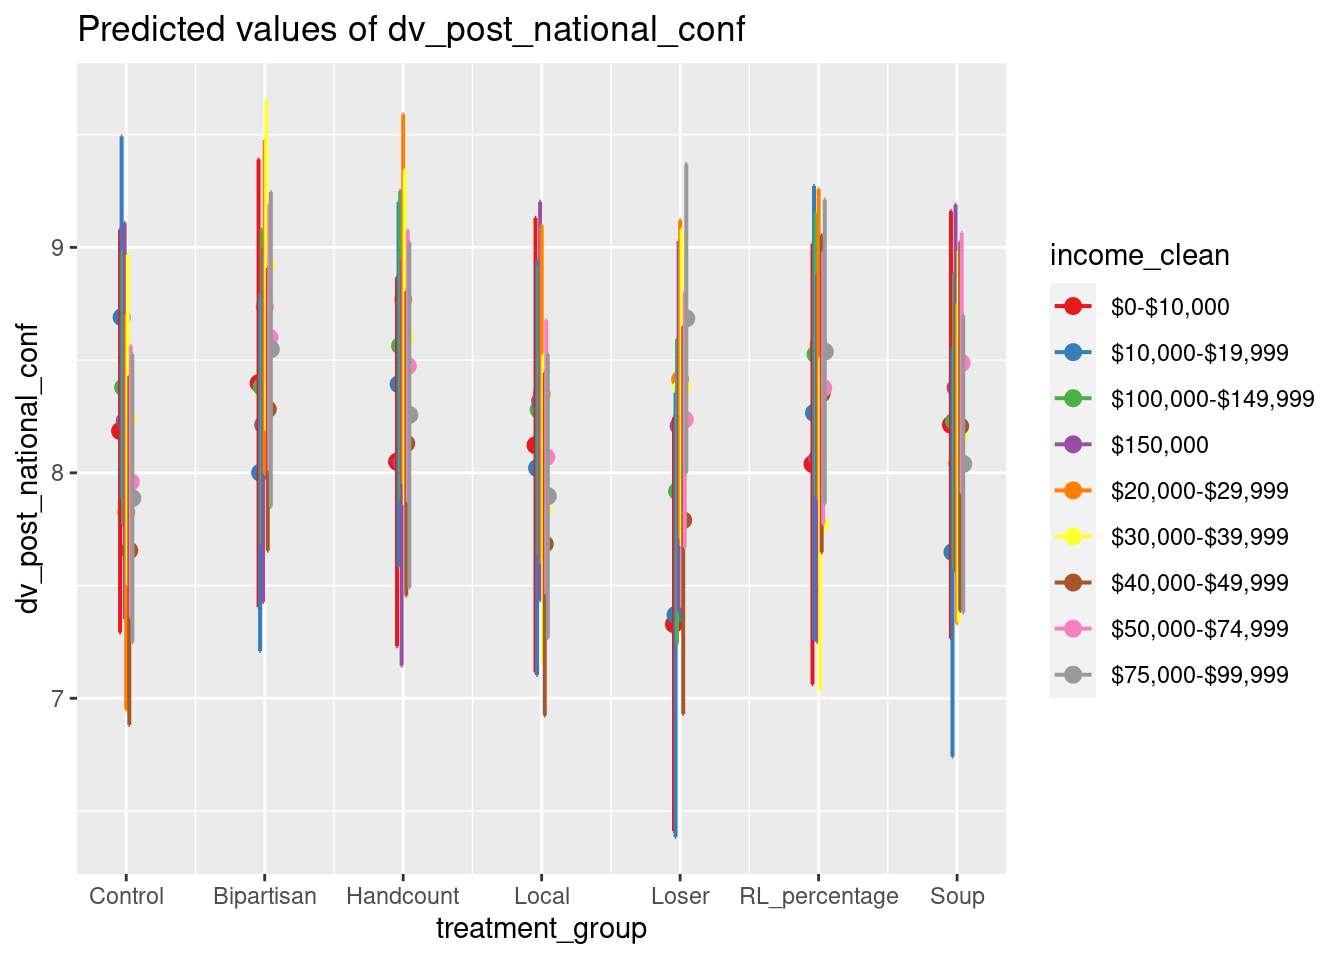 Predicted values of dv_post_national_conf
dv_post_national_conf
9
8
7
Control
Bipartisan
Handcount
Local
Loser
RL_percentage
Soup
treatment_group
income_clean
$0-$10,000
$10,000-$19,999
$100,000-$149,999
$150,000
$20,000-$29,999
$30,000-$39,999
$40,000-$49,999
$50,000-$74,999
$75,000-$99,999